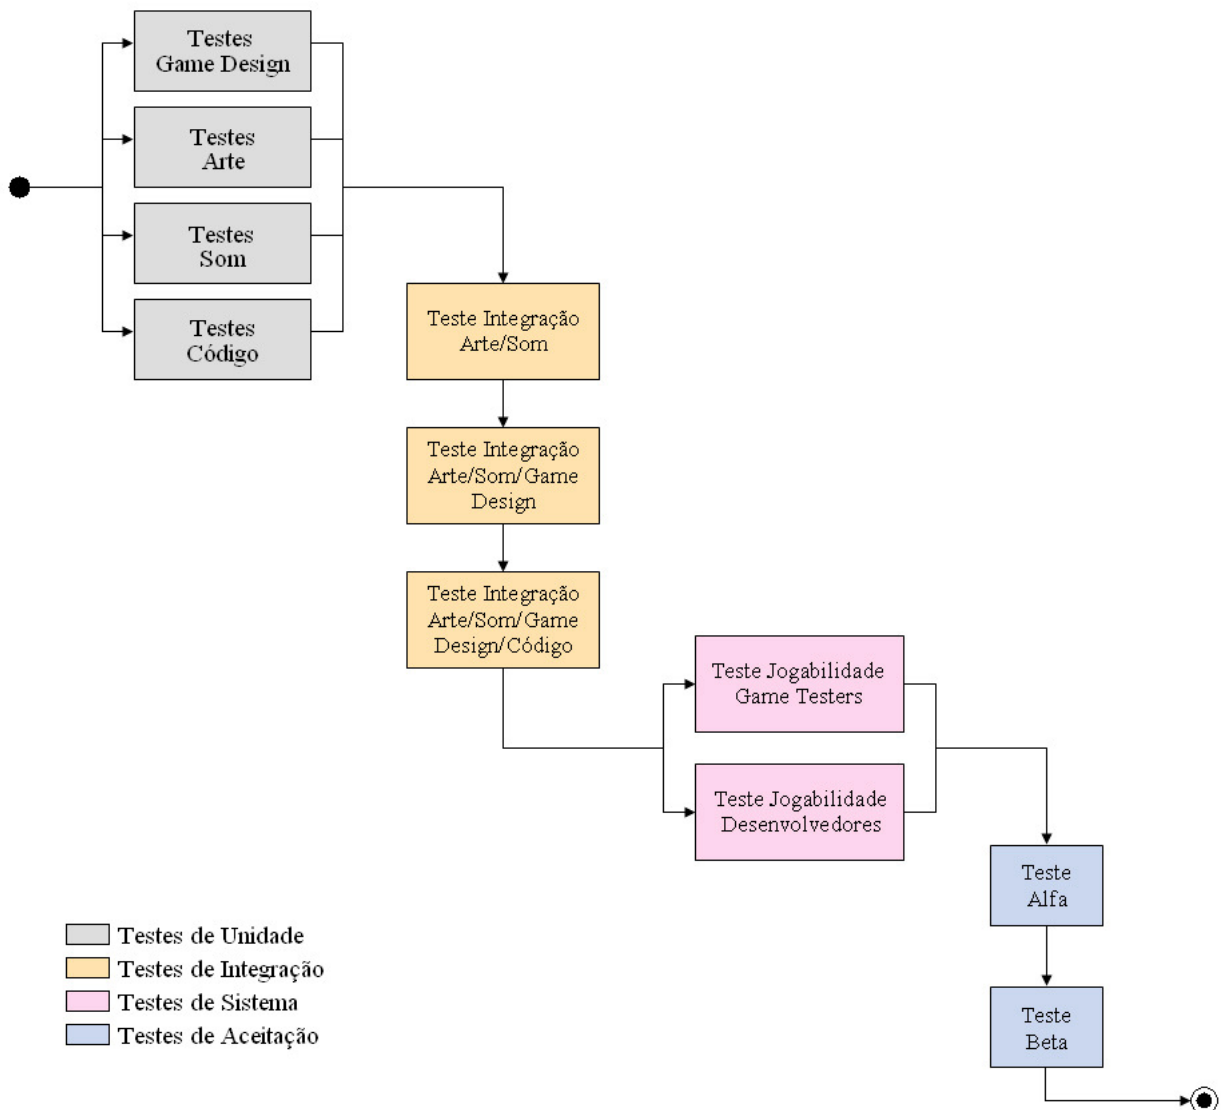 Testes
Game Design
Testes
Arte
Testes
Som
Testes
Código
Teste Integração
Arte/Som
Teste Integração
Arte/Som/Game
Design
Teste Integração
Arte/Som/Game
Design/Código
Teste Jogabilidade
Game Testers
Teste Jogabilidade
Desenvolvedores
Teste
Alfa
Teste
Beta
Testes de Unidade
Testes de Integração
Testes de Sistema
Testes de Aceitação